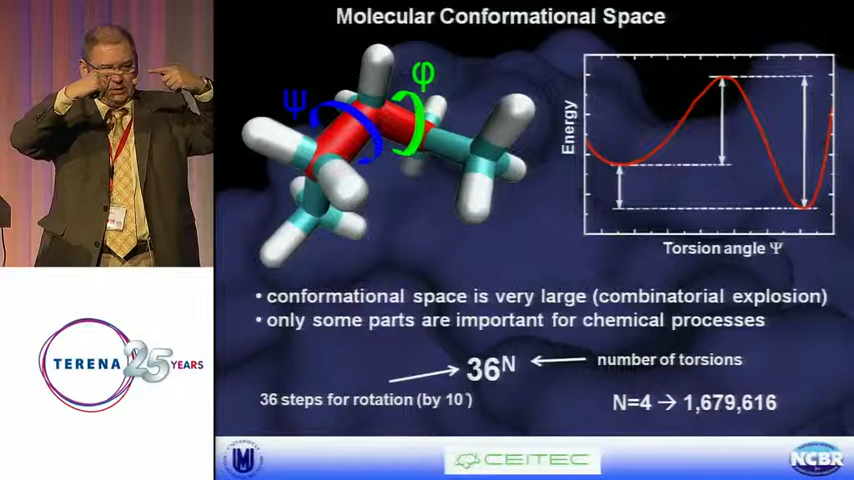 Molecular Conformational Space
ψ
φ
Energy
Torsion angle Ψ
• conformational space is very large (combinatorial explosion)
• only some parts are important for chemical processes
36ᴺ
number of torsions
36 steps for rotation (by 10°)
N=4 → 1,679,616
TERENA 25 YEARS
CEITEC
NCBR